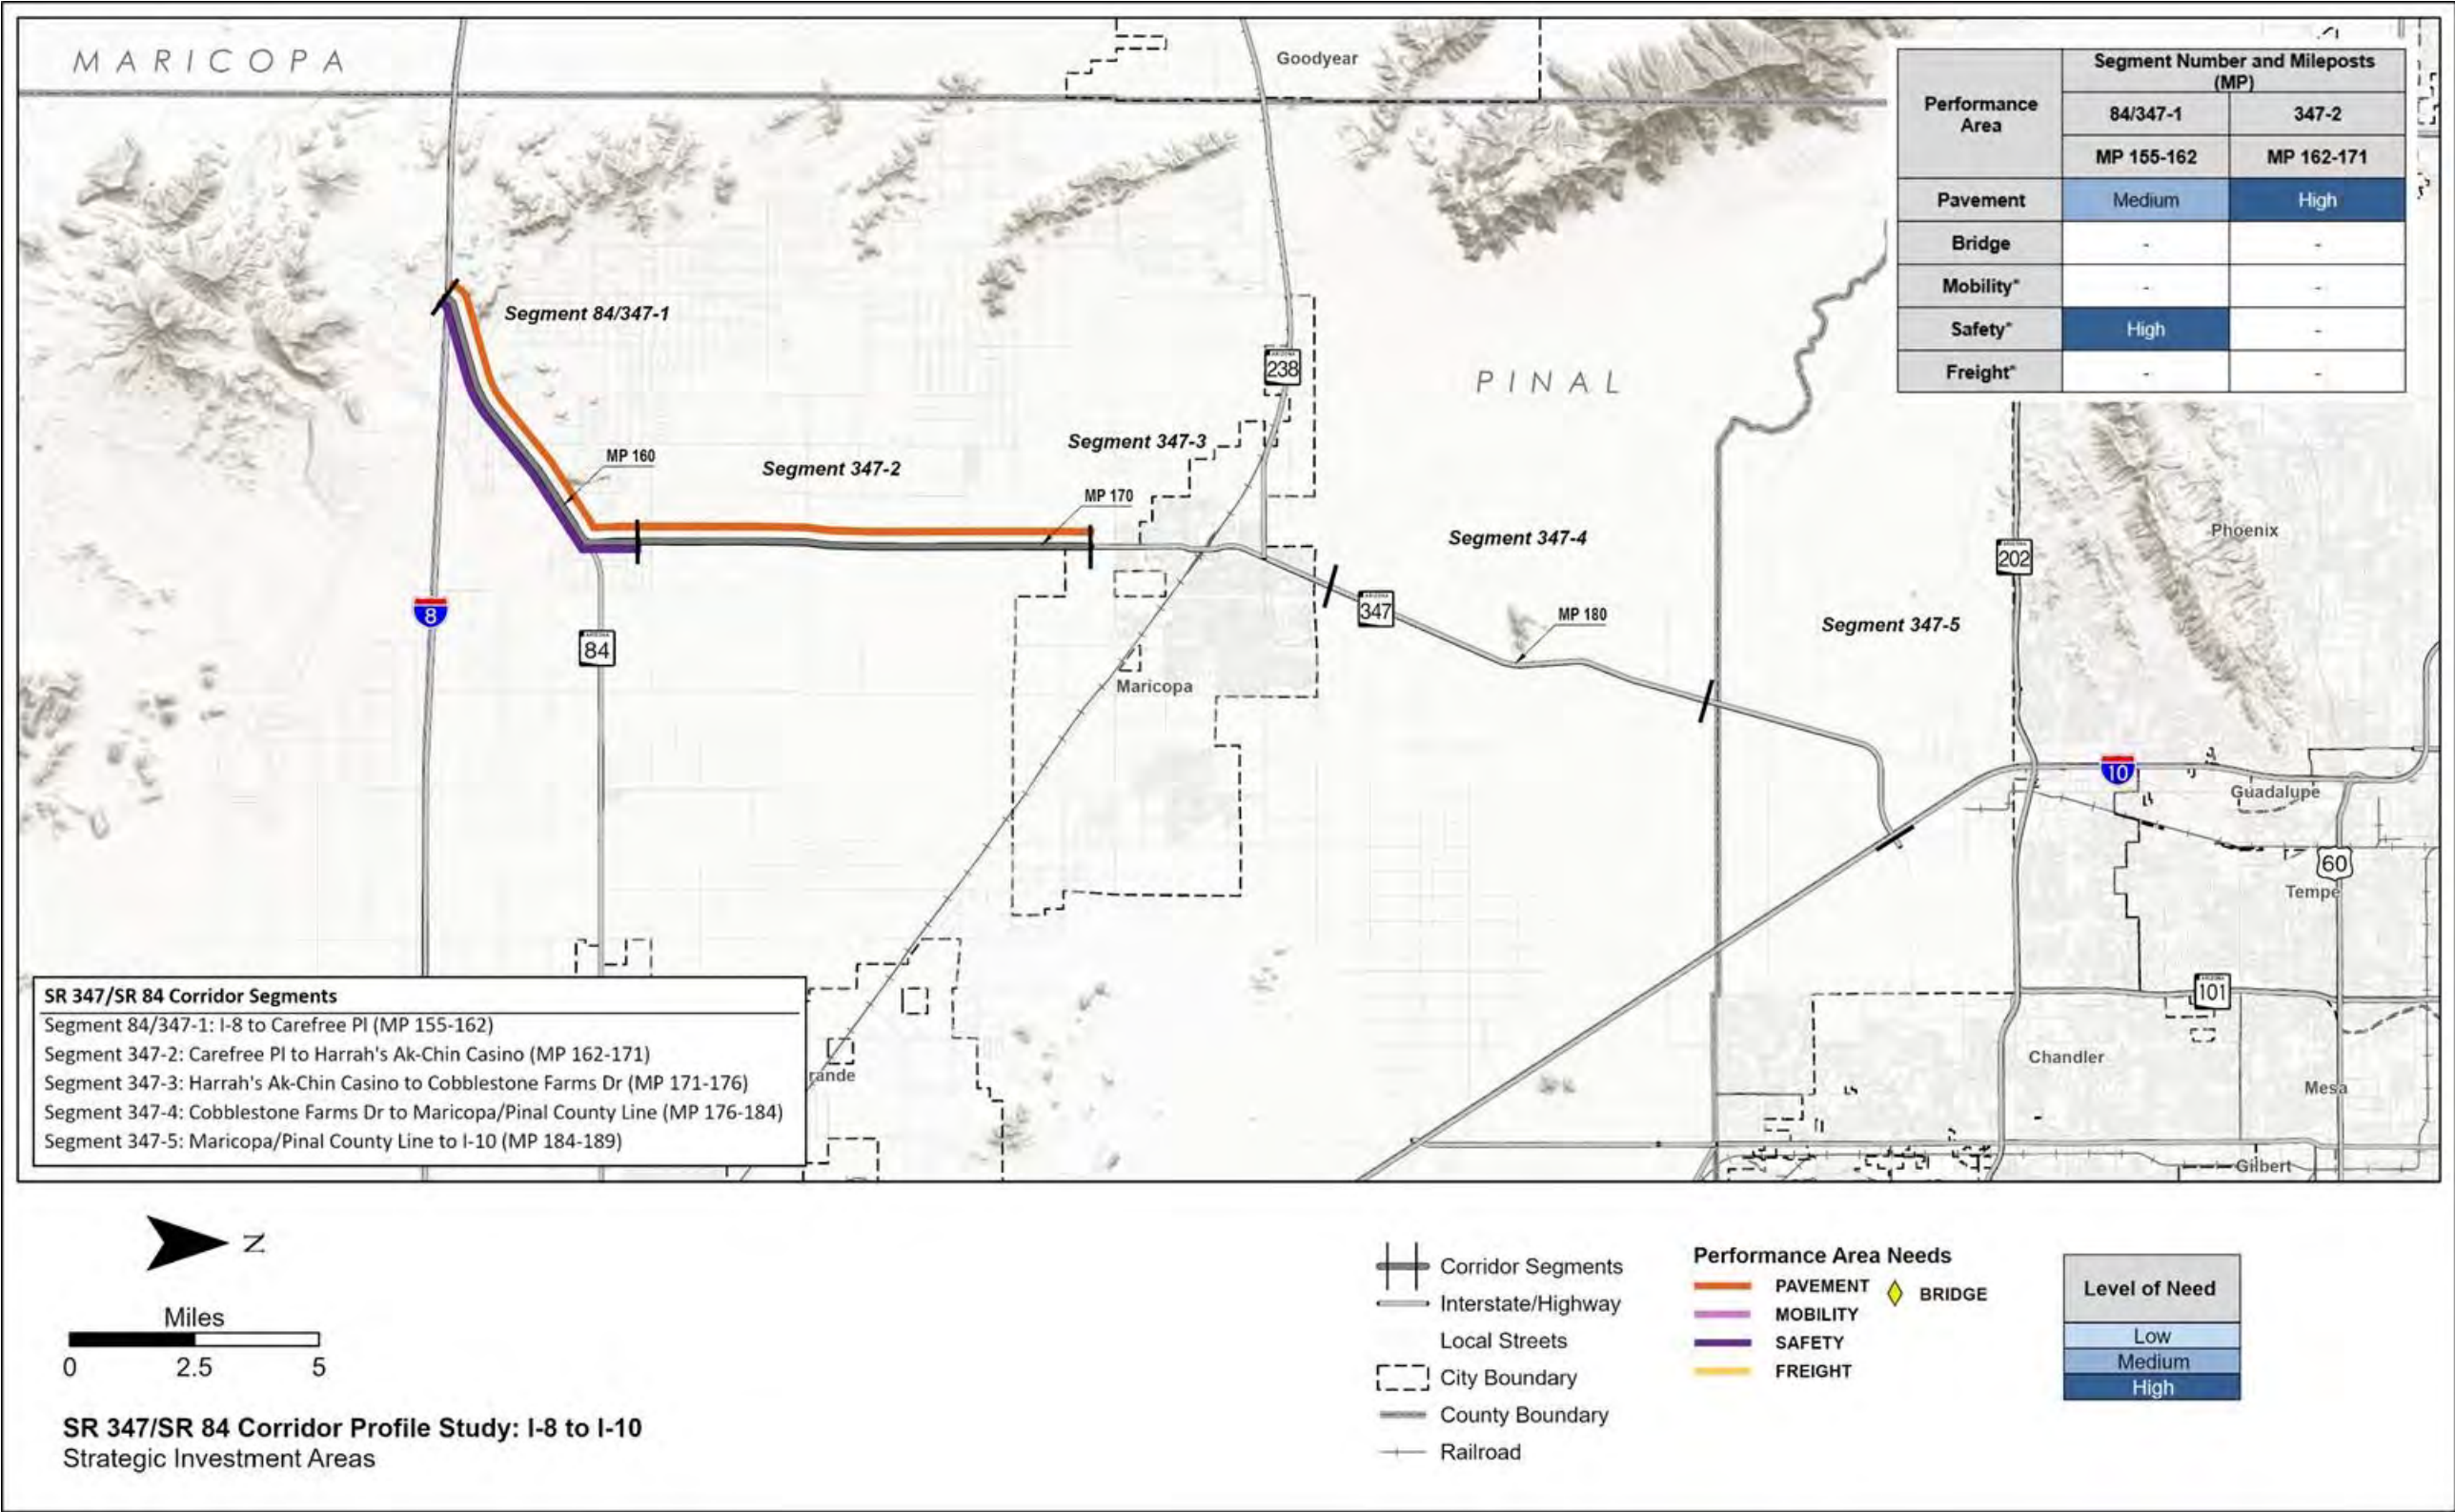 MARICOPA
Goodyear
Performance Area
Segment Number and Mileposts (MP)
84/347-1 347-2
MP 155-162 MP 162-171
Pavement Medium High
Bridge - -
Mobility* - -
Safety* High -
Freight* - -
Segment 84/347-1
ARIZONA
238
PINAL
Segment 347-3
MP 160
Segment 347-2
MP 170
Segment 347-4
Phoenix
ARIZONA
202
8
ARIZONA
347
MP 180
Segment 347-5
ARIZONA
84
Maricopa
10
Guadalupe
60
Tempe
ARIZONA
101
Chandler
rande
Mesa
Gilbert
SR 347/SR 84 Corridor Segments
Segment 84/347-1: I-8 to Carefree Pl (MP 155-162)
Segment 347-2: Carefree Pl to Harrah's Ak-Chin Casino (MP 162-171)
Segment 347-3: Harrah's Ak-Chin Casino to Cobblestone Farms Dr (MP 171-176)
Segment 347-4: Cobblestone Farms Dr to Maricopa/Pinal County Line (MP 176-184)
Segment 347-5: Maricopa/Pinal County Line to I-10 (MP 184-189)
N
Miles
0 2.5 5
SR 347/SR 84 Corridor Profile Study: I-8 to I-10
Strategic Investment Areas
Corridor Segments
Interstate/Highway
Local Streets
City Boundary
County Boundary
Railroad
Performance Area Needs
PAVEMENT
BRIDGE
MOBILITY
SAFETY
FREIGHT
Level of Need
Low
Medium
High